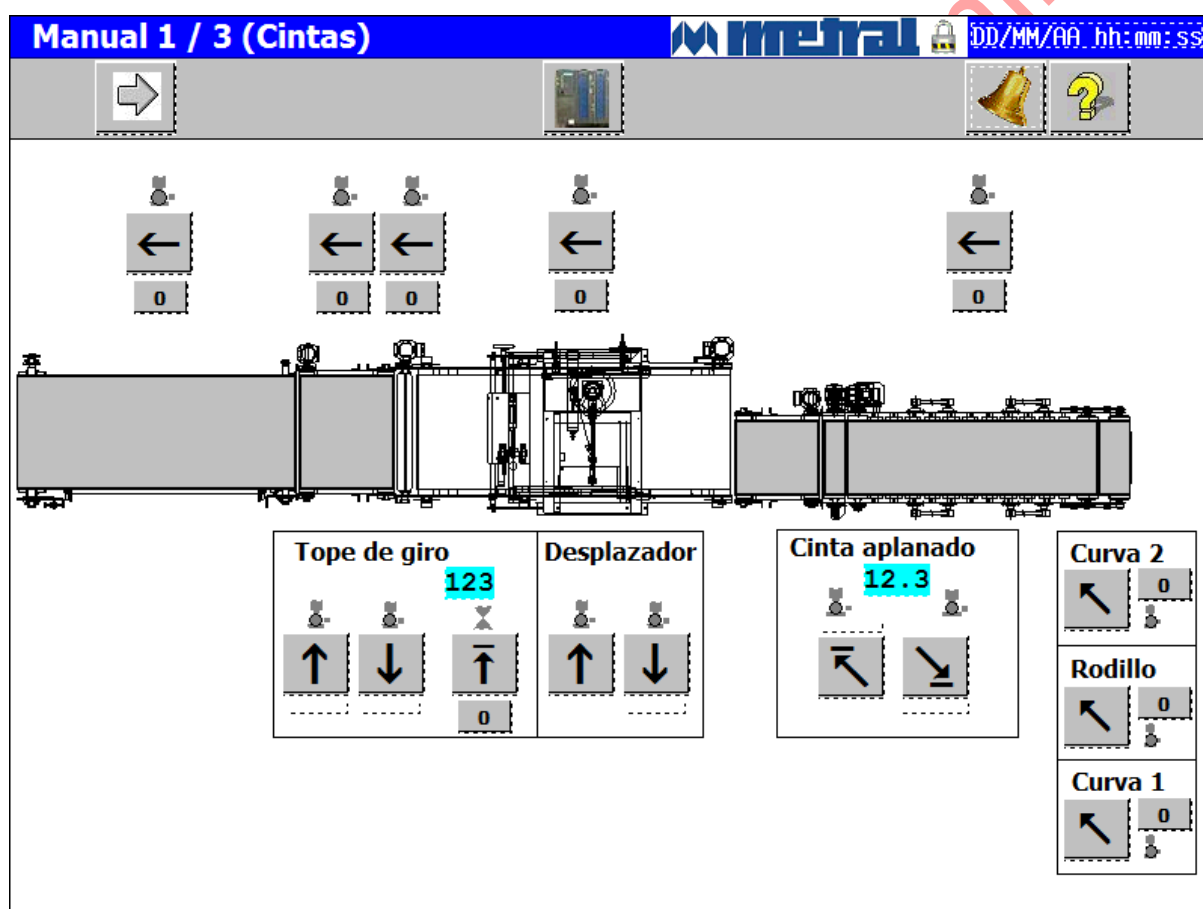 Manual 1 / 3 (Cintas)
metral
DD/MM/AA hh:mm:ss
0
0
0
0
0
Tope de giro
123
0
Desplazador
Cinta aplanado
12.3
Curva 2
0
Rodillo
0
Curva 1
0